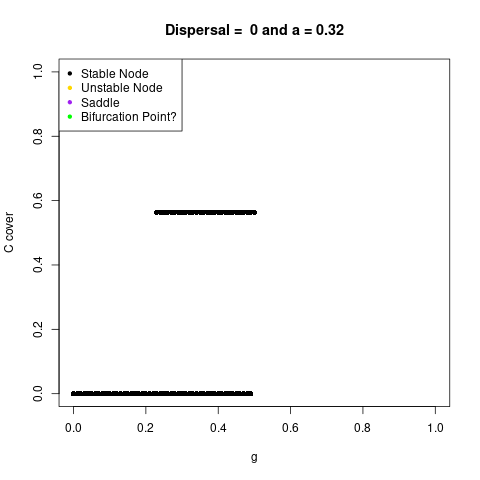 Dispersal =  0 and a = 0.32
Stable Node
Unstable Node
Saddle
Bifurcation Point?
1.0
0.8
0.6
0.4
0.2
0.0
C cover
0.0 0.2 0.4 0.6 0.8 1.0
g